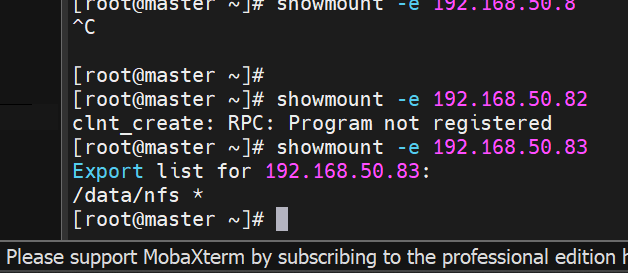 [root@master ~]# showmount -e 192.168.50.8
^C
[root@master ~]#
[root@master ~]# showmount -e 192.168.50.82
clnt_create: RPC: Program not registered
[root@master ~]# showmount -e 192.168.50.83
Export list for 192.168.50.83:
/data/nfs *
[root@master ~]#
Please support MobaXterm by subscribing to the professional edition h